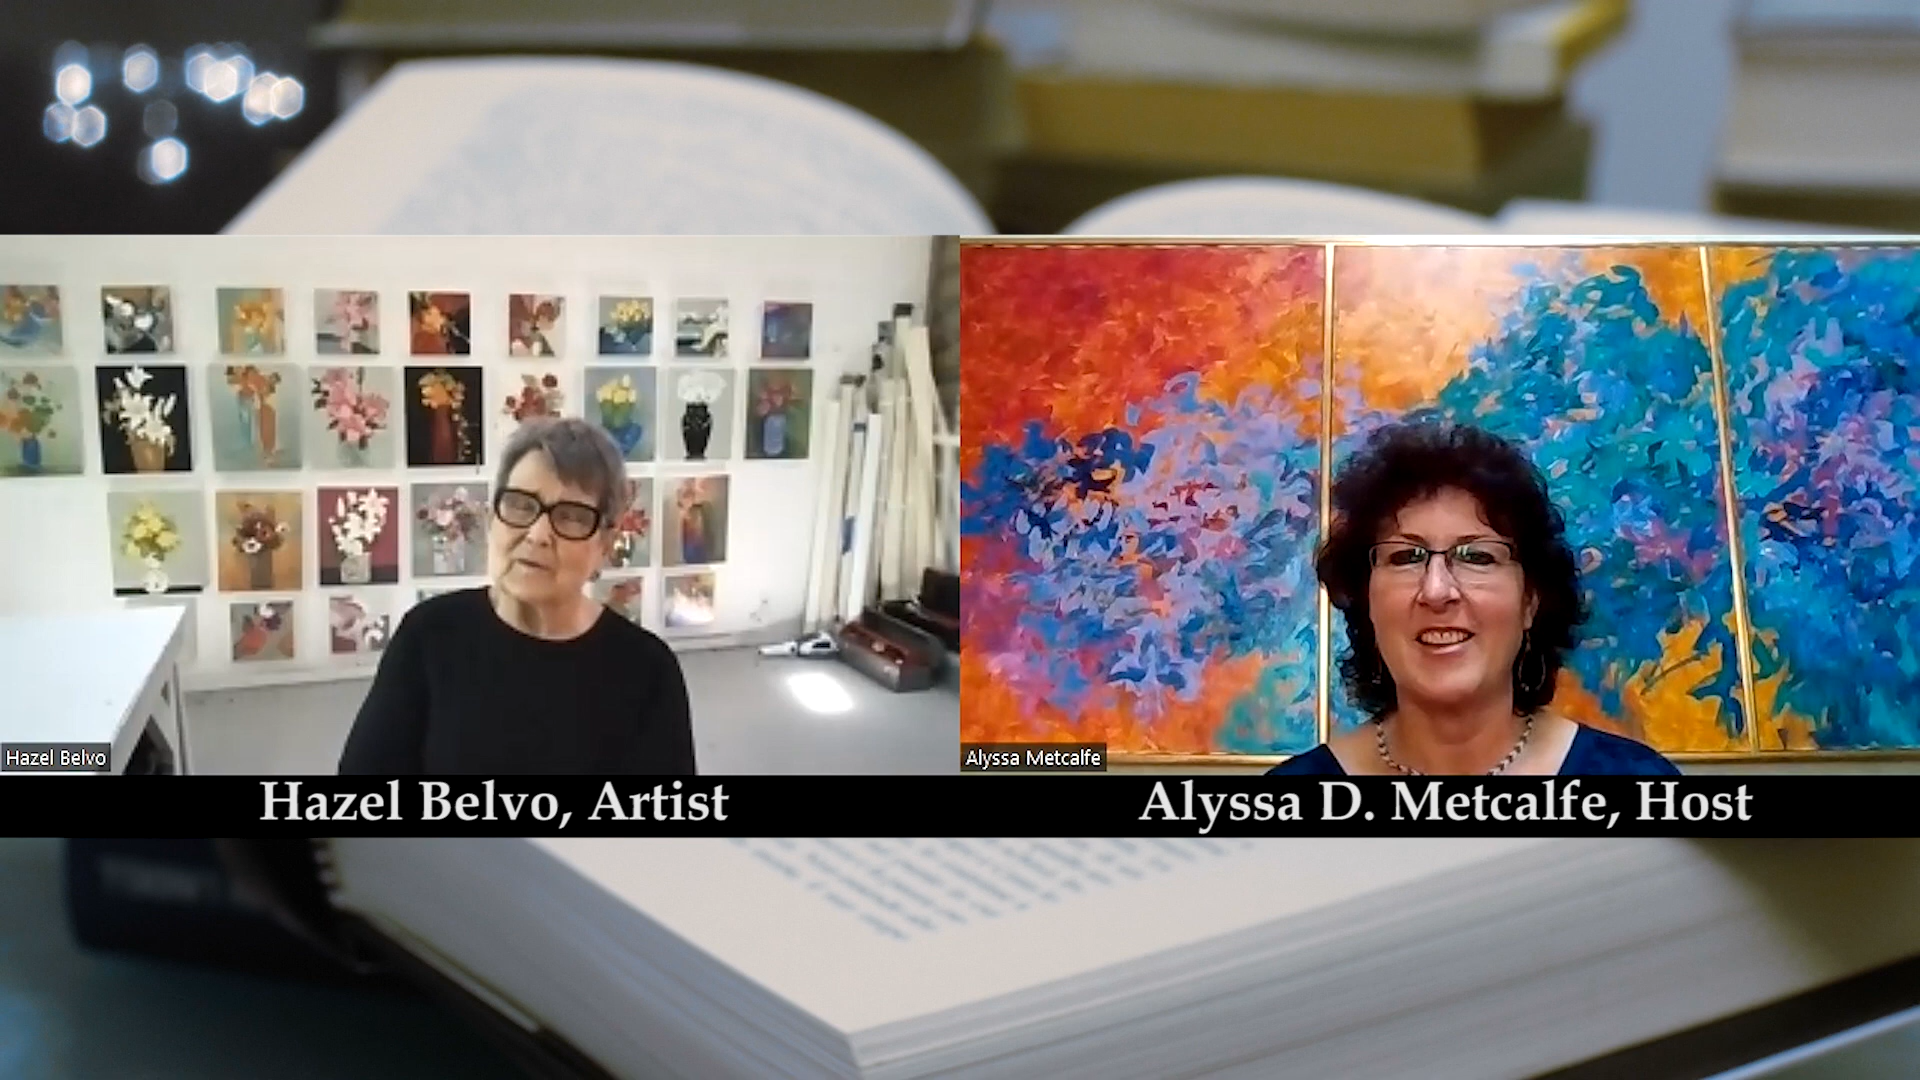 Hazel Belvo
Alyssa Metcalfe
Hazel Belvo, Artist
Alyssa D. Metcalfe, Host